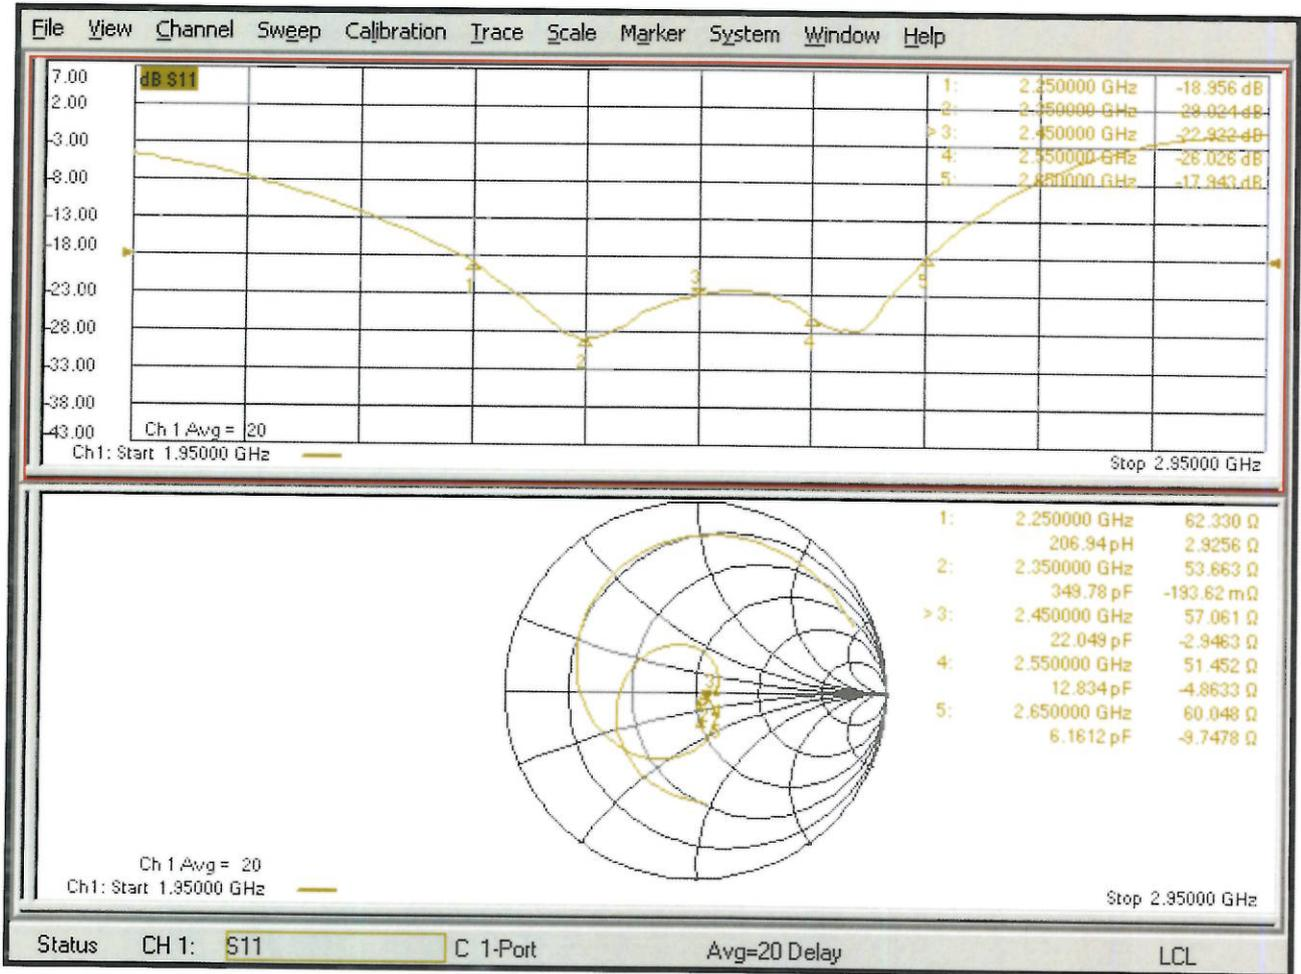 File View Channel Sweep Calibration Trace Scale Marker System Window Help
7.00
dB S11
2.00
-3.00
-8.00
-13.00
-18.00
-23.00
-28.00
-33.00
-38.00
-43.00
1: 2.250000 GHz -18.956 dB
2: 2.350000 GHz -29.024 dB
> 3: 2.450000 GHz -22.932 dB
4: 2.550000 GHz -26.026 dB
5: 2.650000 GHz -17.943 dB
1
2
3
4
5
Ch 1 Avg = 20
Ch1: Start 1.95000 GHz
Stop 2.95000 GHz
1: 2.250000 GHz 62.330 Ω
206.94 pH 2.9256 Ω
2: 2.350000 GHz 53.663 Ω
349.78 pF -193.62 mΩ
> 3: 2.450000 GHz 57.061 Ω
22.049 pF -2.9463 Ω
4: 2.550000 GHz 51.452 Ω
12.834 pF -4.8633 Ω
5: 2.650000 GHz 60.048 Ω
6.1612 pF -9.7478 Ω
Ch 1 Avg = 20
Ch1: Start 1.95000 GHz
Stop 2.95000 GHz
Status CH 1: S11 C 1-Port Avg=20 Delay LCL